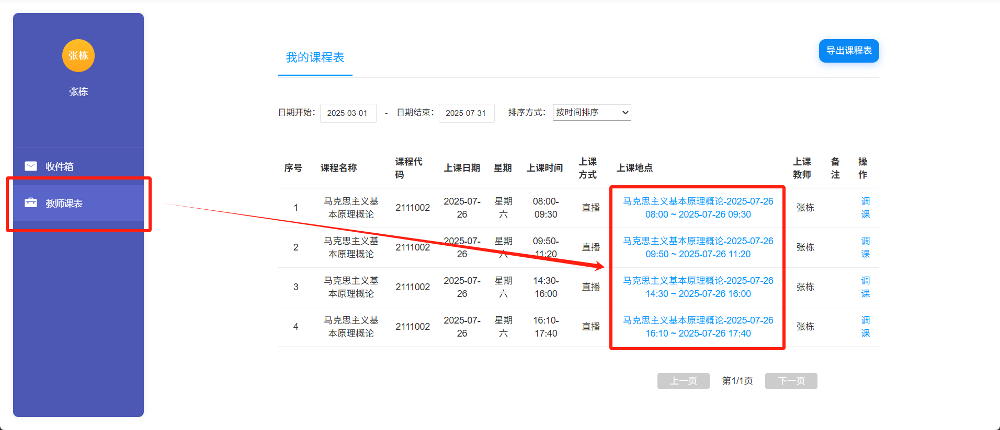 张栋
张栋
收件箱
教师课表
我的课程表
导出课程表
日期开始: 2025-03-01 - 日期结束: 2025-07-31 排序方式: 按时间排序
序号 课程名称 课程代码 上课日期 星期 上课时间 上课方式 上课地点 上课教师 备注 操作
1 马克思主义基本原理概论 2111002 2025-07-26 星期六 08:00-09:30 直播 马克思主义基本原理概论-2025-07-26 08:00 ~ 2025-07-26 09:30 张栋 调课
2 马克思主义基本原理概论 2111002 2025-07-26 星期六 09:50-11:20 直播 马克思主义基本原理概论-2025-07-26 09:50 ~ 2025-07-26 11:20 张栋 调课
3 马克思主义基本原理概论 2111002 2025-07-26 星期六 14:30-16:00 直播 马克思主义基本原理概论-2025-07-26 14:30 ~ 2025-07-26 16:00 张栋 调课
4 马克思主义基本原理概论 2111002 2025-07-26 星期六 16:10-17:40 直播 马克思主义基本原理概论-2025-07-26 16:10 ~ 2025-07-26 17:40 张栋 调课
上一页 第1/1页 下一页